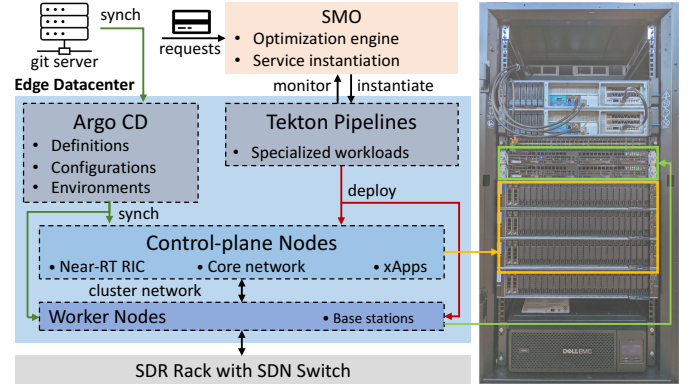 synch
git server
requests
SMO
• Optimization engine
• Service instantiation
Edge Datacenter
monitor
instantiate
Argo CD
• Definitions
• Configurations
• Environments
Tekton Pipelines
• Specialized workloads
synch
deploy
Control-plane Nodes
• Near-RT RIC • Core network • xApps
cluster network
Worker Nodes • Base stations
SDR Rack with SDN Switch
DELLEMC